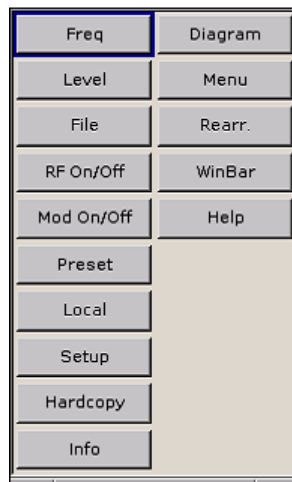 Freq Diagram
Level Menu
File Rearr.
RF On/Off WinBar
Mod On/Off Help
Preset
Local
Setup
Hardcopy
Info